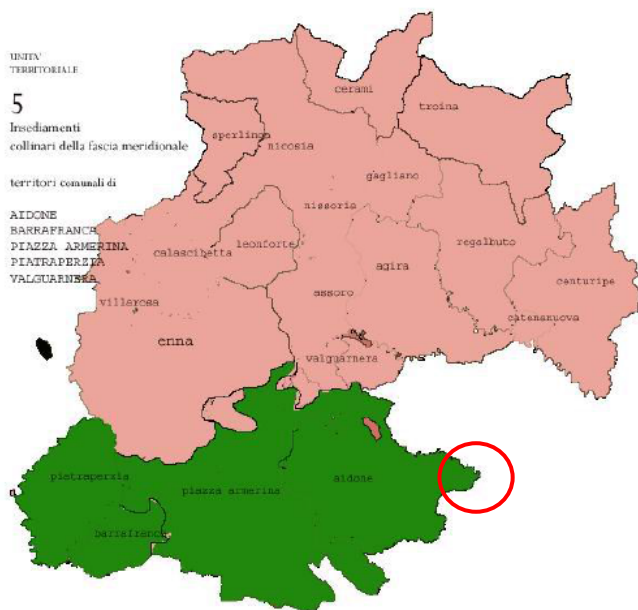 UNITA'
TERRITORIALE
5
Insediamenti
collinari della fascia meridionale
territori comunali di
AIDONE
BARRAFRANCA
PIAZZA ARMERINA
PIATRAPERZIA
VALGUARNERA
cerami
troina
sperlinga
nicosia
gagliano
nissoria
calascibetta
leonforte
regalbuto
agira
centuripe
villarosa
assoro
catenanuova
enna
valguarnera
piatraperzia
piazza armerina
aidone
barrafranca